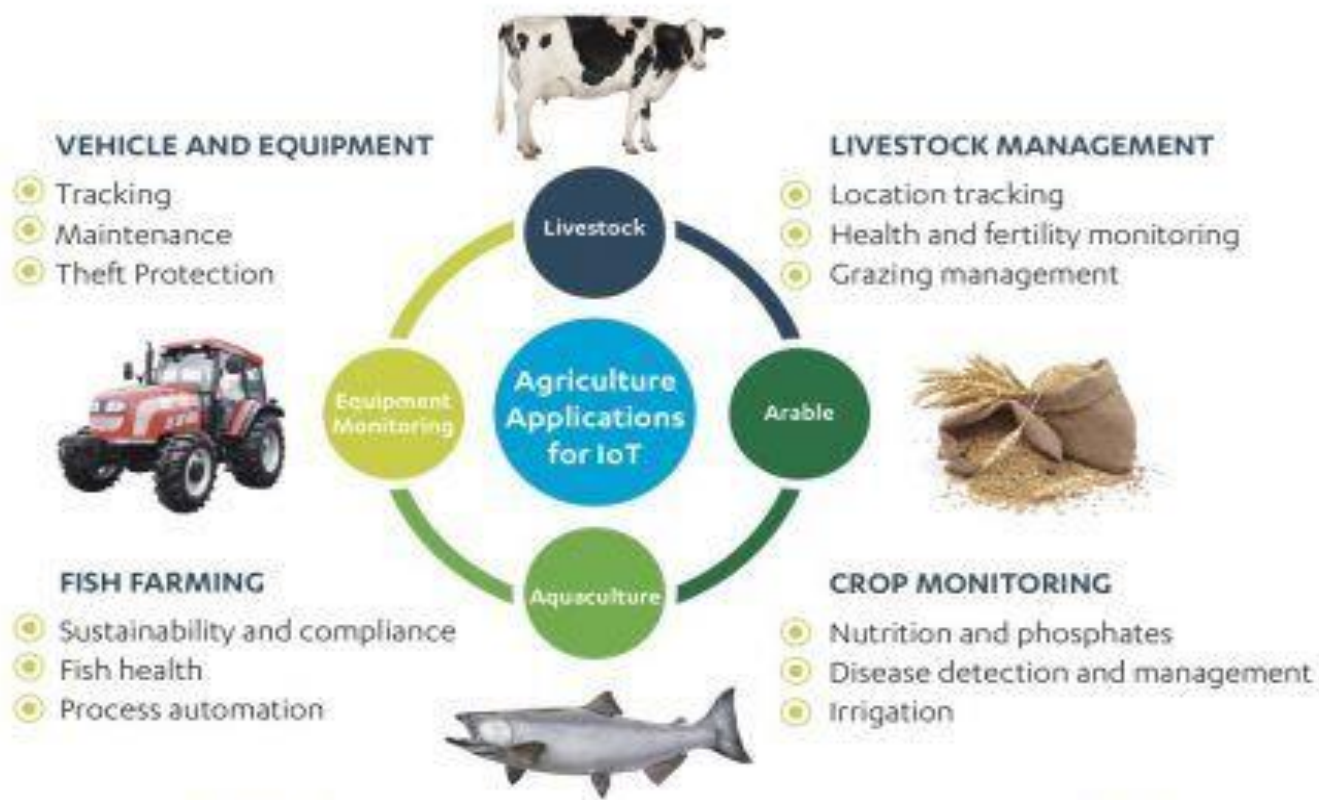 VEHICLE AND EQUIPMENT
Tracking
Maintenance
Theft Protection
LIVESTOCK MANAGEMENT
Location tracking
Health and fertility monitoring
Grazing management
Livestock
Equipment
Monitoring
Agriculture
Applications
for IoT
Arable
Aquaculture
FISH FARMING
Sustainability and compliance
Fish health
Process automation
CROP MONITORING
Nutrition and phosphates
Disease detection and management
Irrigation